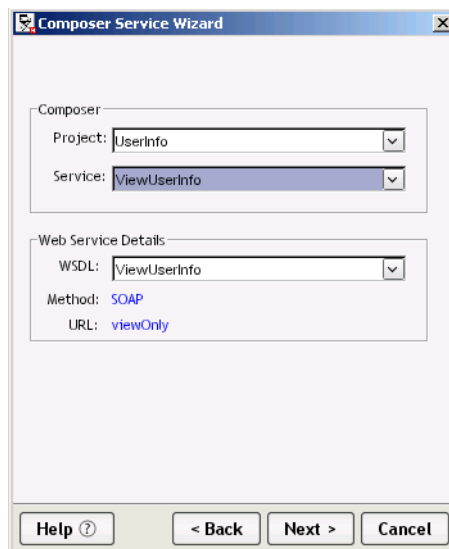 Composer Service Wizard
Composer
Project: UserInfo
Service: ViewUserInfo
Web Service Details
WSDL: ViewUserInfo
Method: SOAP
URL: viewOnly
Help ? < Back Next > Cancel